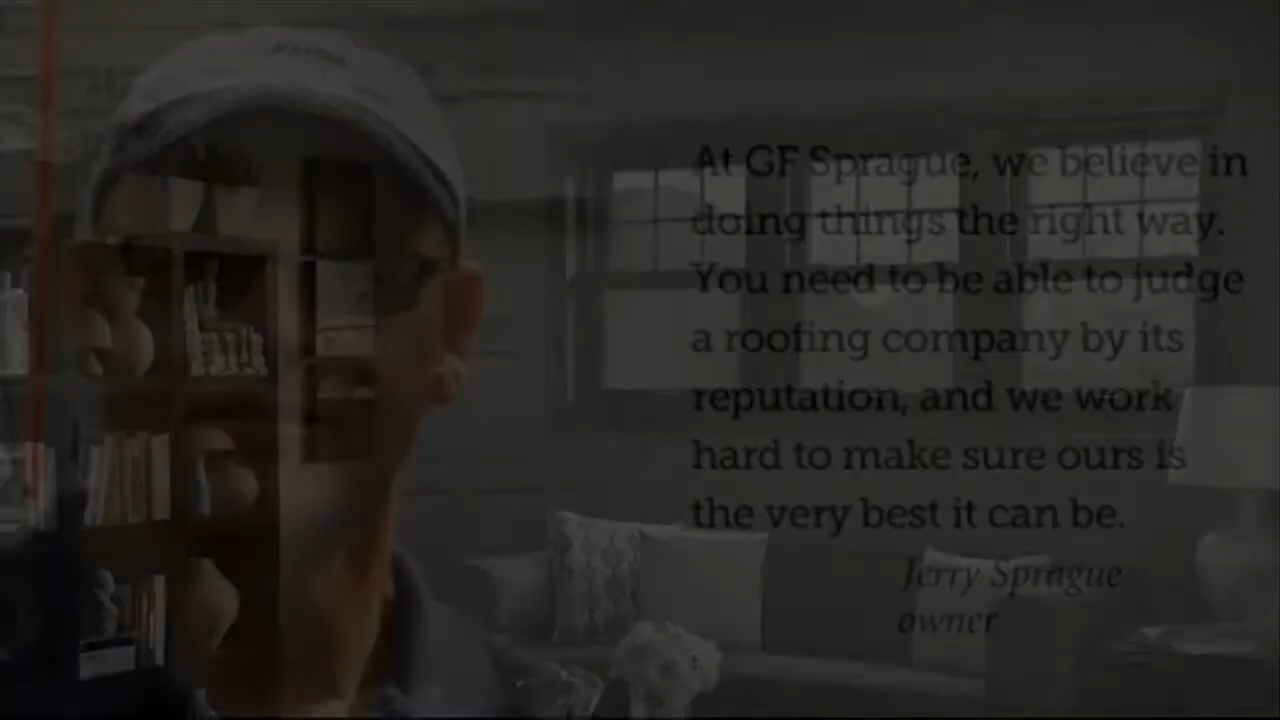 At GF Sprague, we believe in
doing things the right way.
You need to be able to judge
a roofing company by its
reputation, and we work
hard to make sure ours is
the very best it can be.
Jerry Sprague
owner